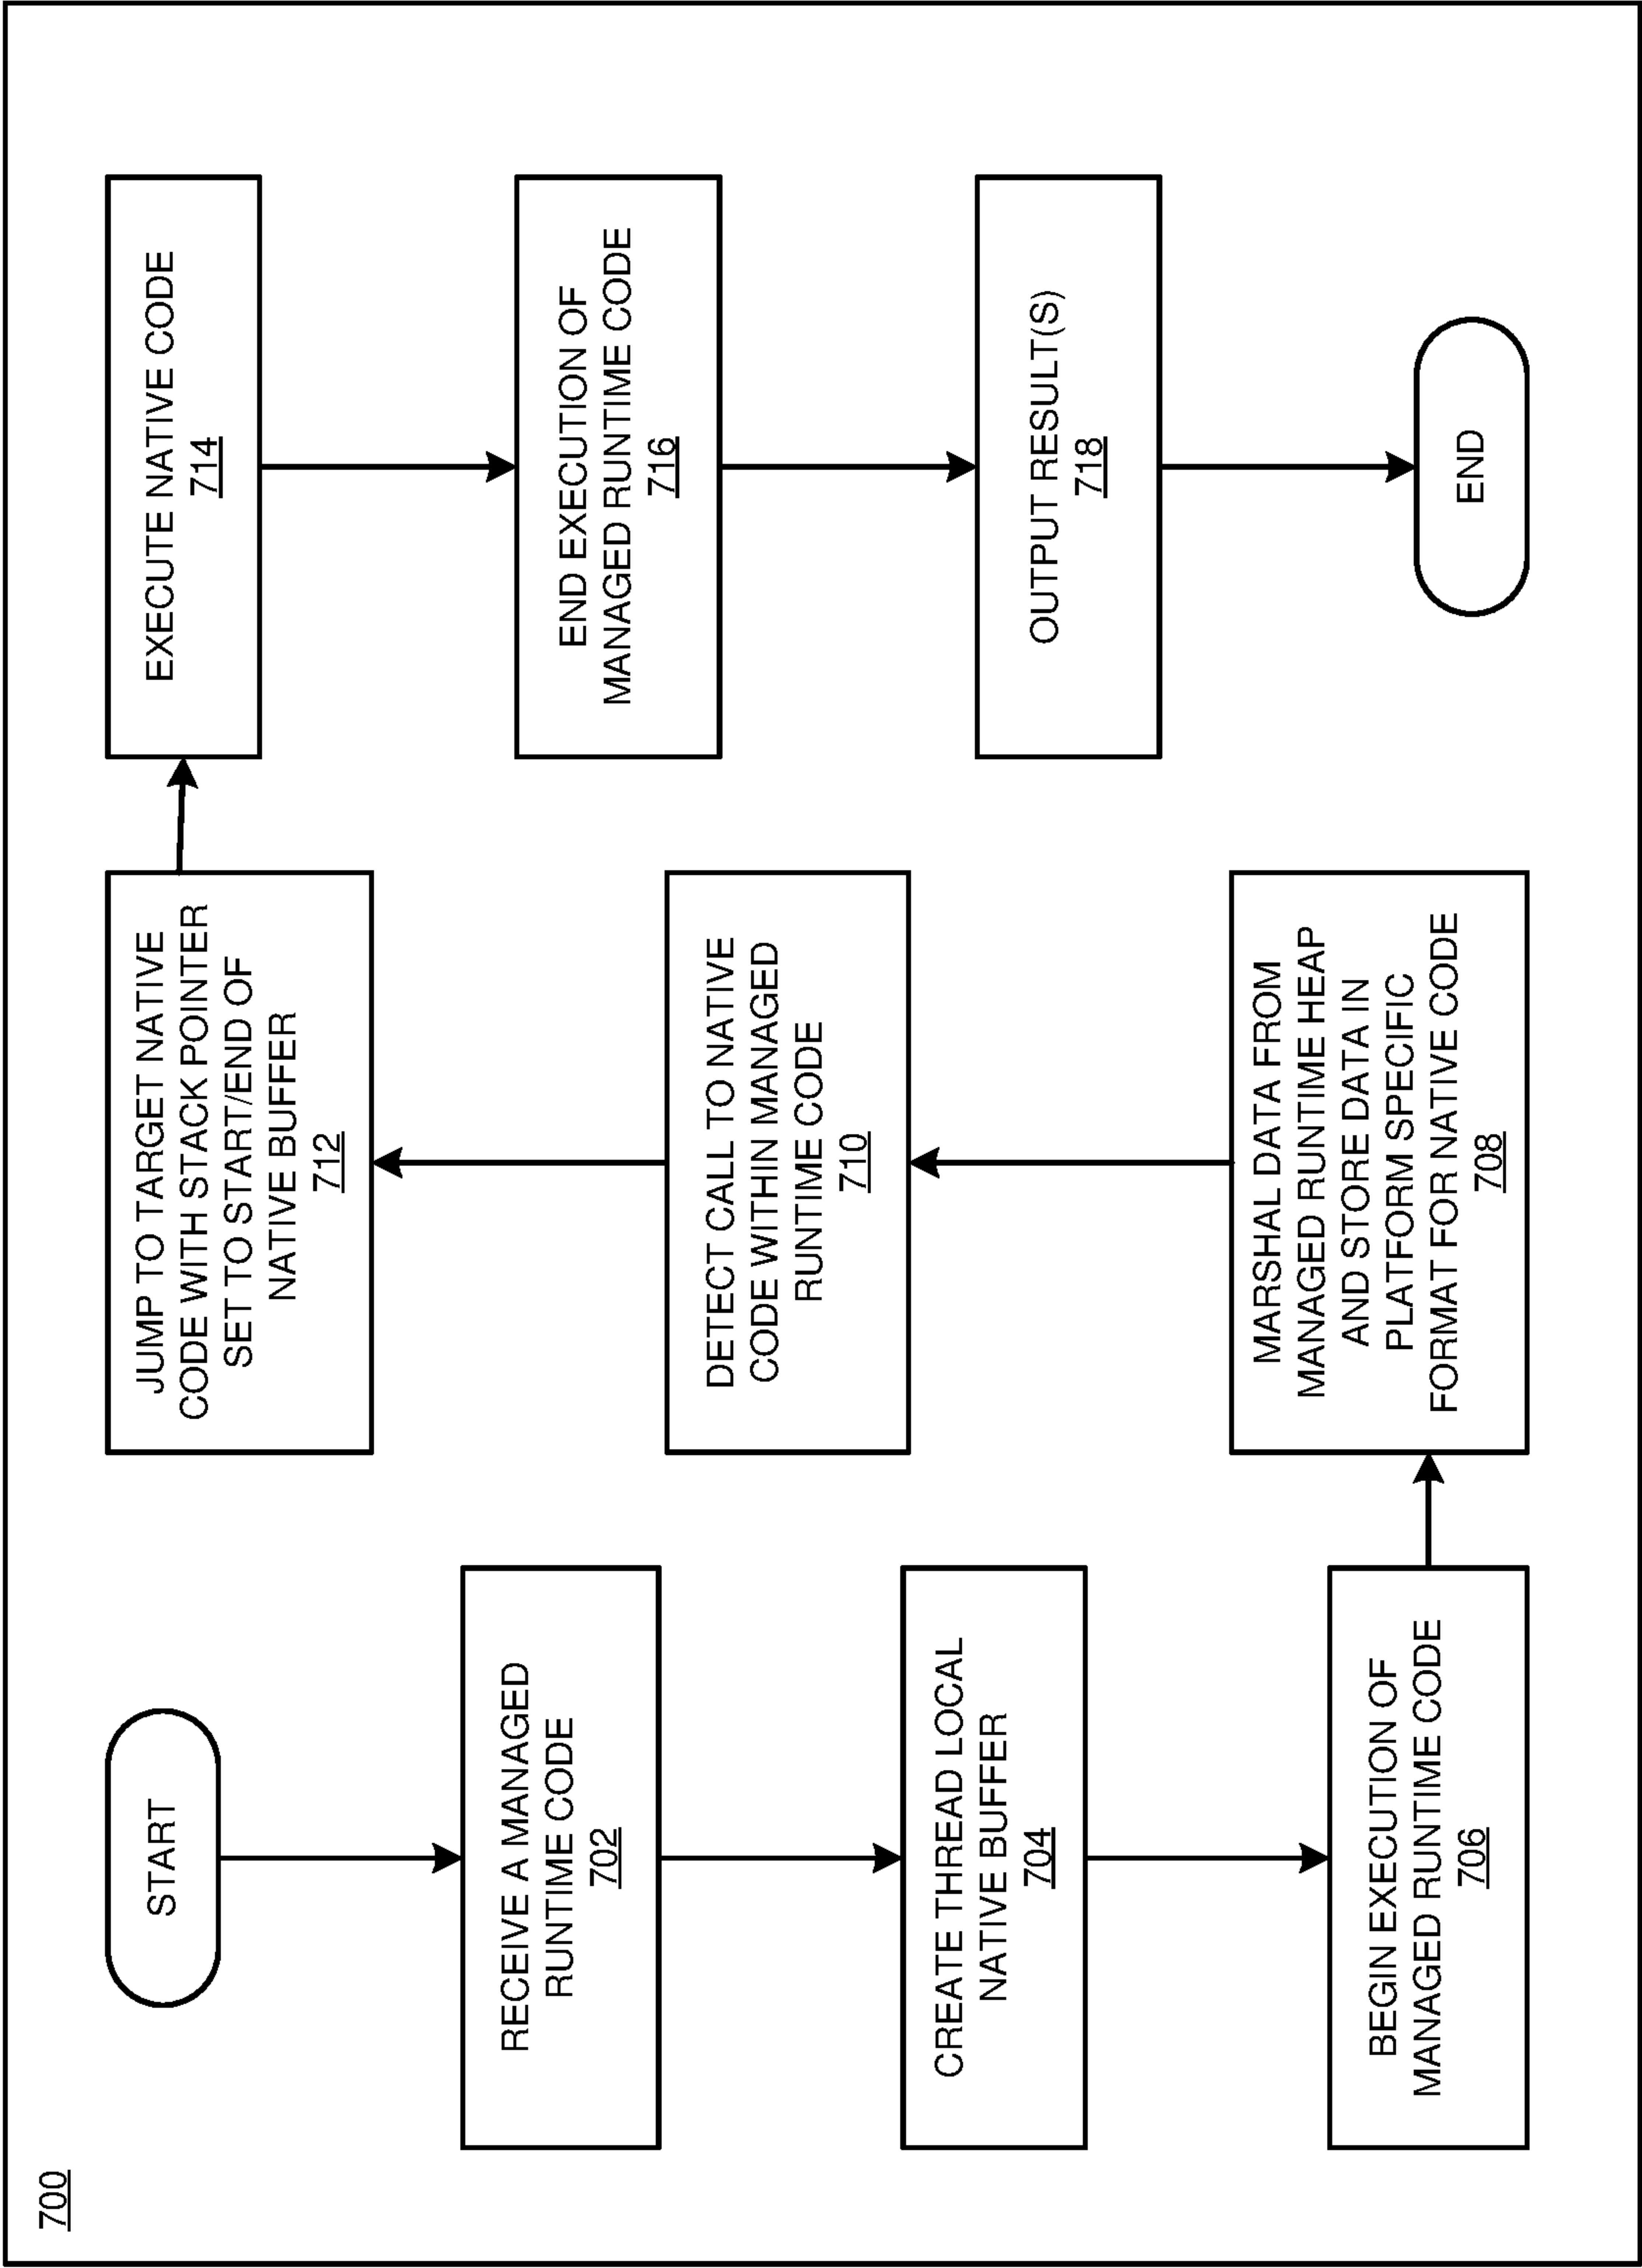 700
START
RECEIVE A MANAGED
RUNTIME CODE
702
CREATE THREAD LOCAL
NATIVE BUFFER
704
BEGIN EXECUTION OF
MANAGED RUNTIME CODE
706
MARSHAL DATA FROM
MANAGED RUNTIME HEAP
AND STORE DATA IN
PLATFORM SPECIFIC
FORMAT FOR NATIVE CODE
708
DETECT CALL TO NATIVE
CODE WITHIN MANAGED
RUNTIME CODE
710
JUMP TO TARGET NATIVE
CODE WITH STACK POINTER
SET TO START/END OF
NATIVE BUFFER
712
EXECUTE NATIVE CODE
714
END EXECUTION OF
MANAGED RUNTIME CODE
716
OUTPUT RESULT(S)
718
END